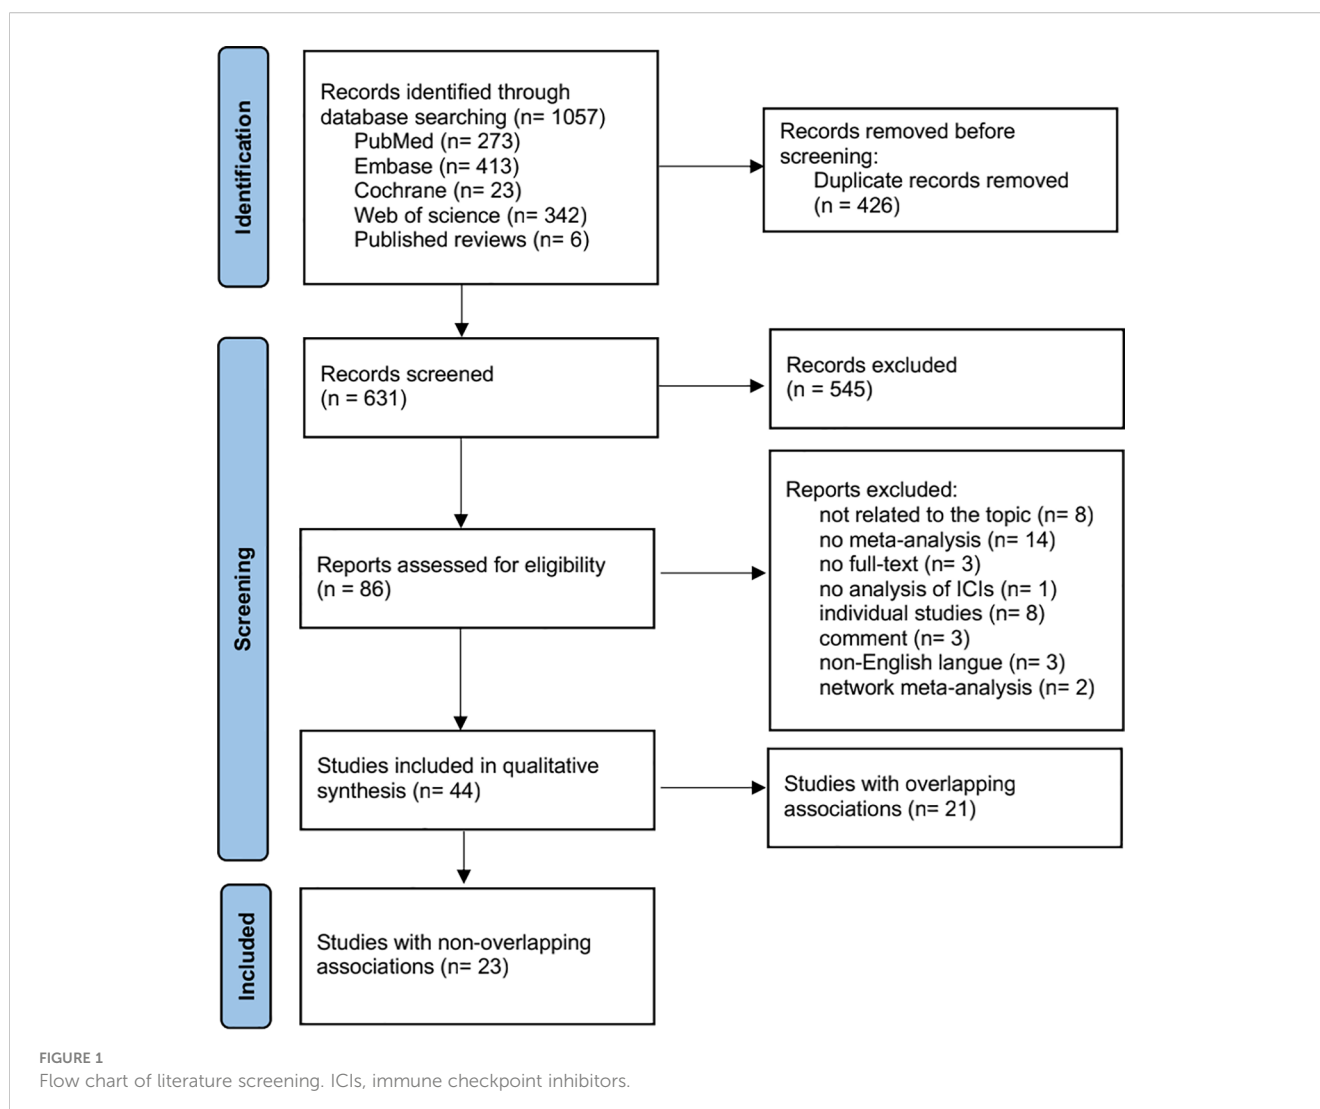 Identification
Records identified through
database searching (n= 1057)
PubMed (n= 273)
Embase (n= 413)
Cochrane (n= 23)
Web of science (n= 342)
Published reviews (n= 6)
Records removed before
screening:
Duplicate records removed
(n = 426)
Screening
Records screened
(n = 631)
Records excluded
(n = 545)
Reports assessed for eligibility
(n = 86)
Reports excluded:
not related to the topic (n= 8)
no meta-analysis (n= 14)
no full-text (n= 3)
no analysis of ICIs (n= 1)
individual studies (n= 8)
comment (n= 3)
non-English langue (n= 3)
network meta-analysis (n= 2)
Studies included in qualitative
synthesis (n= 44)
Studies with overlapping
associations (n= 21)
Included
Studies with non-overlapping
associations (n= 23)
FIGURE 1
Flow chart of literature screening. ICIs, immune checkpoint inhibitors.